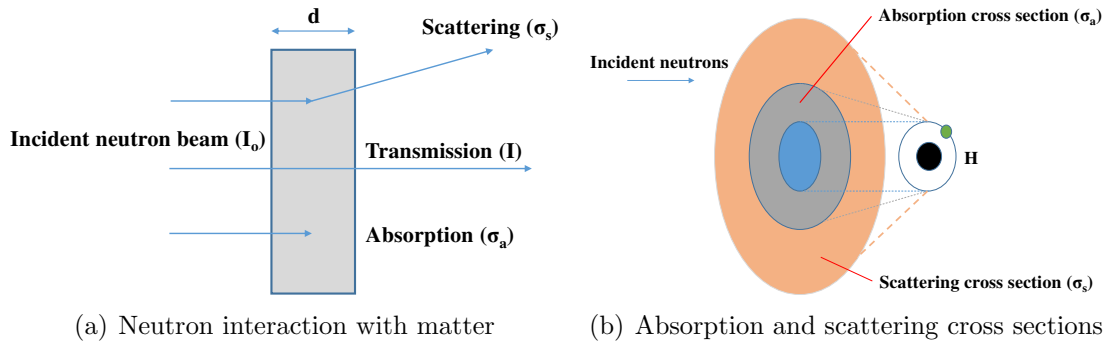 d
Scattering (σs)
Incident neutron beam (Io)
Transmission (I)
Absorption (σa)
(a) Neutron interaction with matter
Absorption cross section (σa)
Incident neutrons
H
Scattering cross section (σs)
(b) Absorption and scattering cross sections